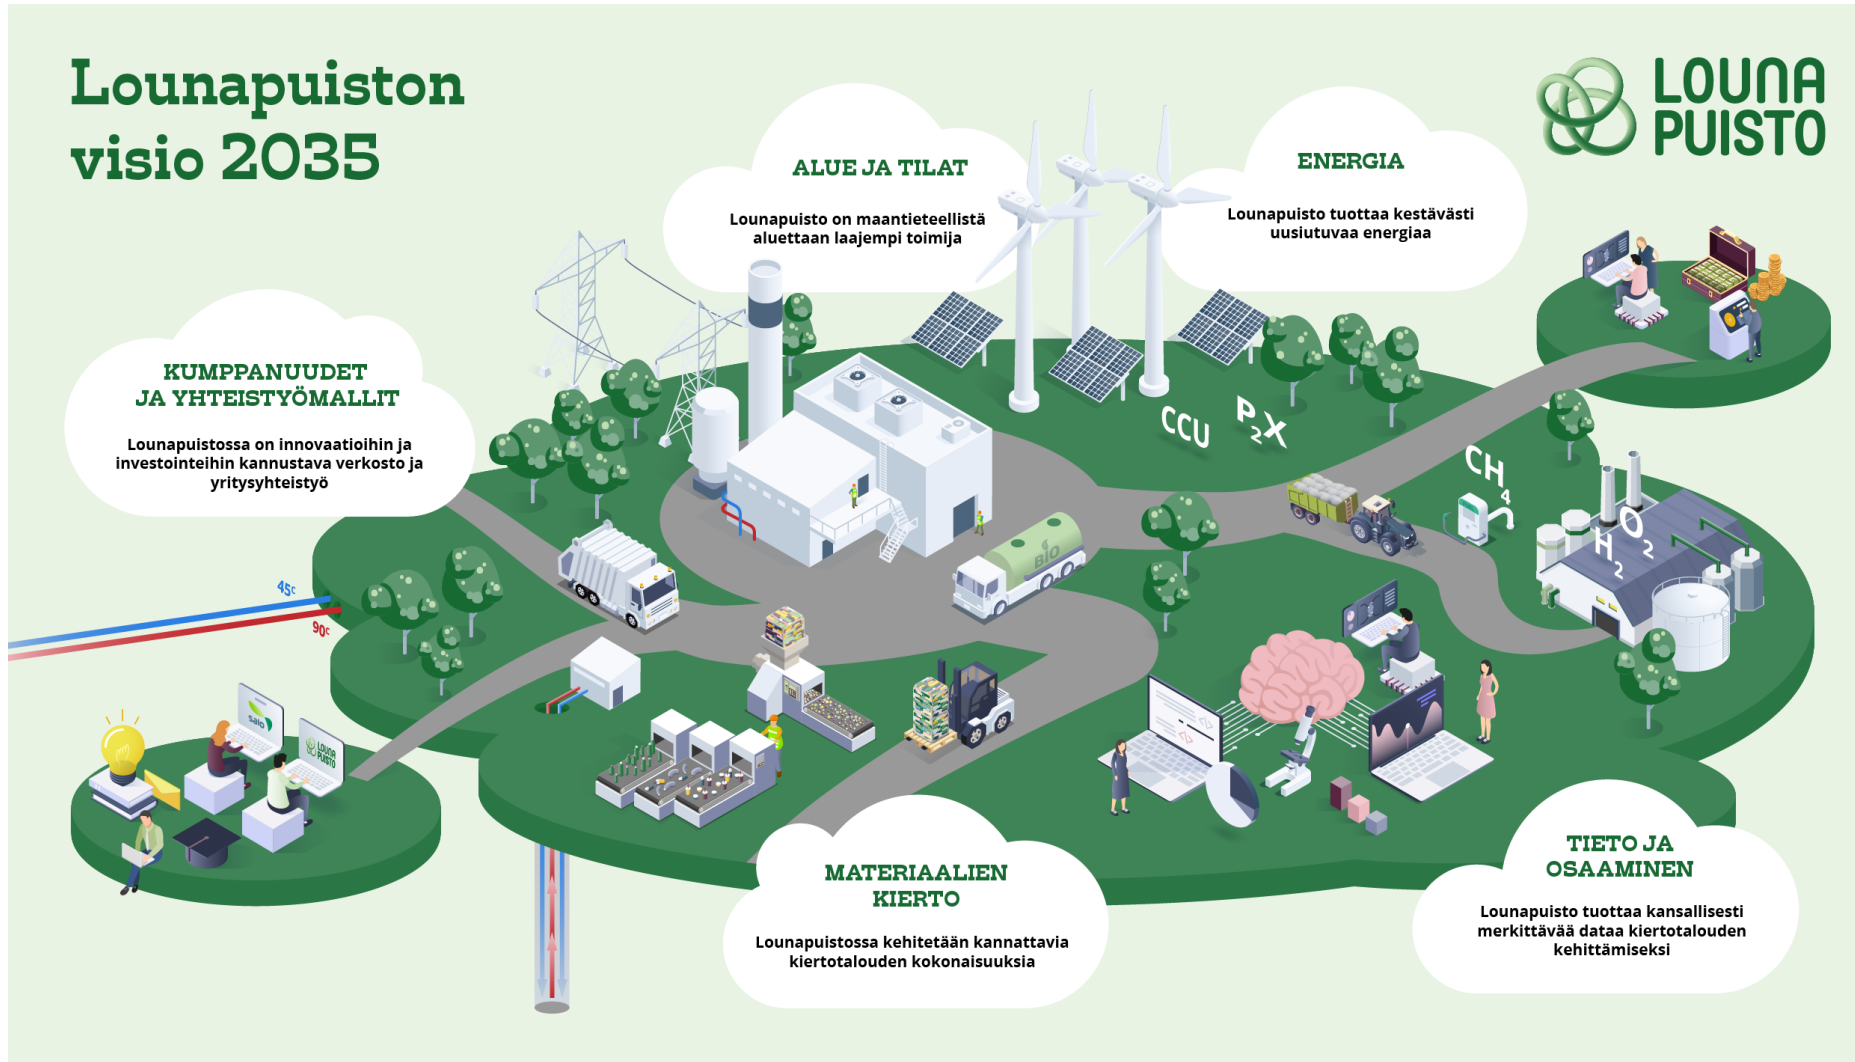 Lounapuiston
visio 2035
LOUNA
PUISTO
ALUE JA TILAT
Lounapuisto on maantieteellistä
aluettaan laajempi toimija
ENERGIA
Lounapuisto tuottaa kestävästi
uusiutuvaa energiaa
KUMPPANUUDET
JA YHTEISTYÖMALLIT
Lounapuistossa on innovaatioihin ja
investointeihin kannustava verkosto ja
yritysyhteistyö
CCU
P2X
CH4
H2
O2
BIO
45c
90c
salo
LOUNA
PUISTO
MATERIAALIEN
KIERTO
Lounapuistossa kehitetään kannattavia
kiertotalouden kokonaisuuksia
TIETO JA
OSAAMINEN
Lounapuisto tuottaa kansallisesti
merkittävää dataa kiertotalouden
kehittämiseksi